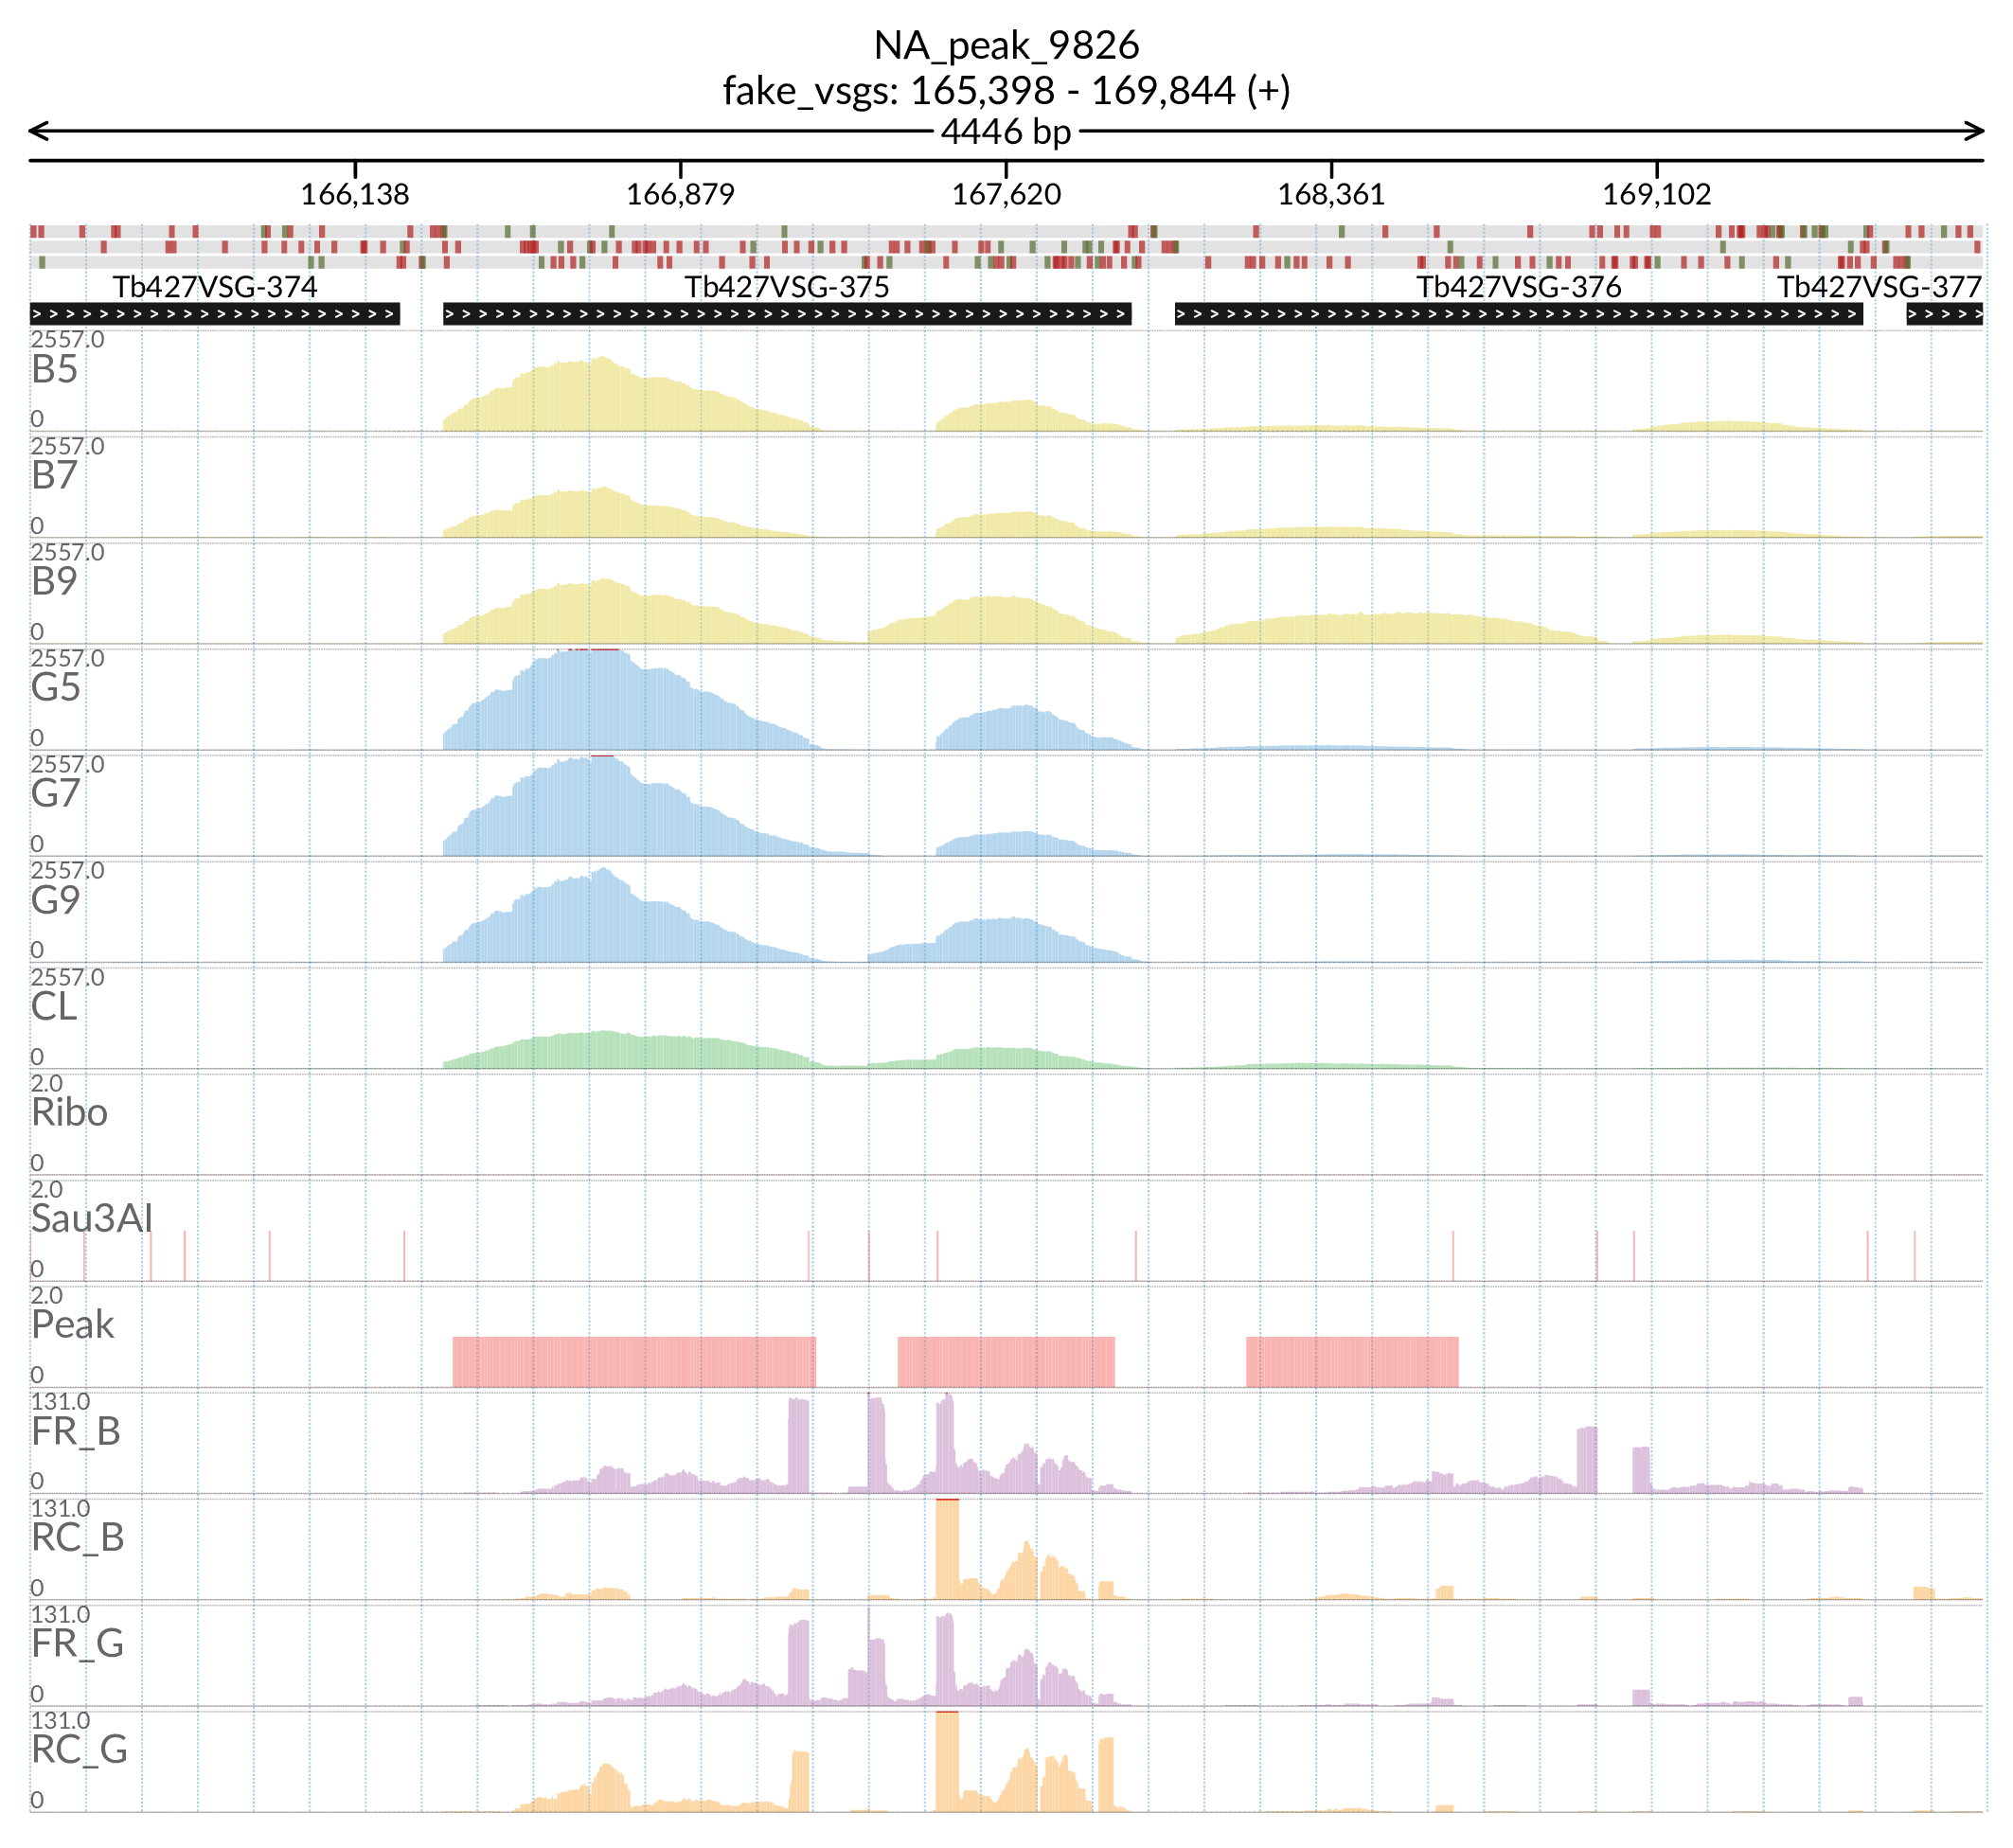 NA_peak_9826
fake_vsgs: 165,398 - 169,844 (+)
4446 bp
166,138 166,879 167,620 168,361 169,102
Tb427VSG-374 Tb427VSG-375 Tb427VSG-376 Tb427VSG-377
2557.0
B5
0
2557.0
B7
0
2557.0
B9
0
2557.0
G5
0
2557.0
G7
0
2557.0
G9
0
2557.0
CL
0
2.0
Ribo
0
2.0
Sau3AI
0
2.0
Peak
0
131.0
FR_B
0
131.0
RC_B
0
131.0
FR_G
0
131.0
RC_G
0